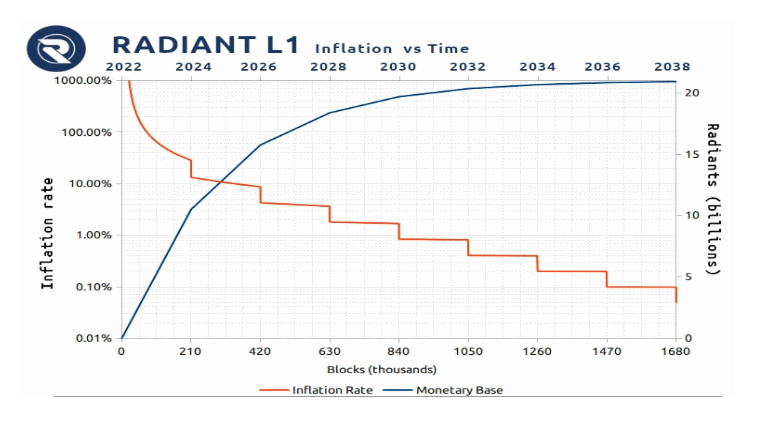 RADIANT L1 Inflation vs Time
2022 2024 2026 2028 2030 2032 2034 2036 2038
1000.00%
100.00%
10.00%
1.00%
0.10%
0.01%
Inflation rate
20
15
10
5
0
Radiants (billions)
0 210 420 630 840 1050 1260 1470 1680
Blocks (thousands)
Inflation Rate Monetary Base